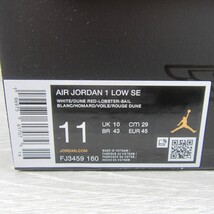 AIR JORDAN 1 LOW SE
WHITE/DUNE RED-LOBSTER-SAIL
BLANC/HOMARD/VOILE/ROUGE DUNE
11
UK 10
CM 29
BR 43
EUR 45
FJ3459 160